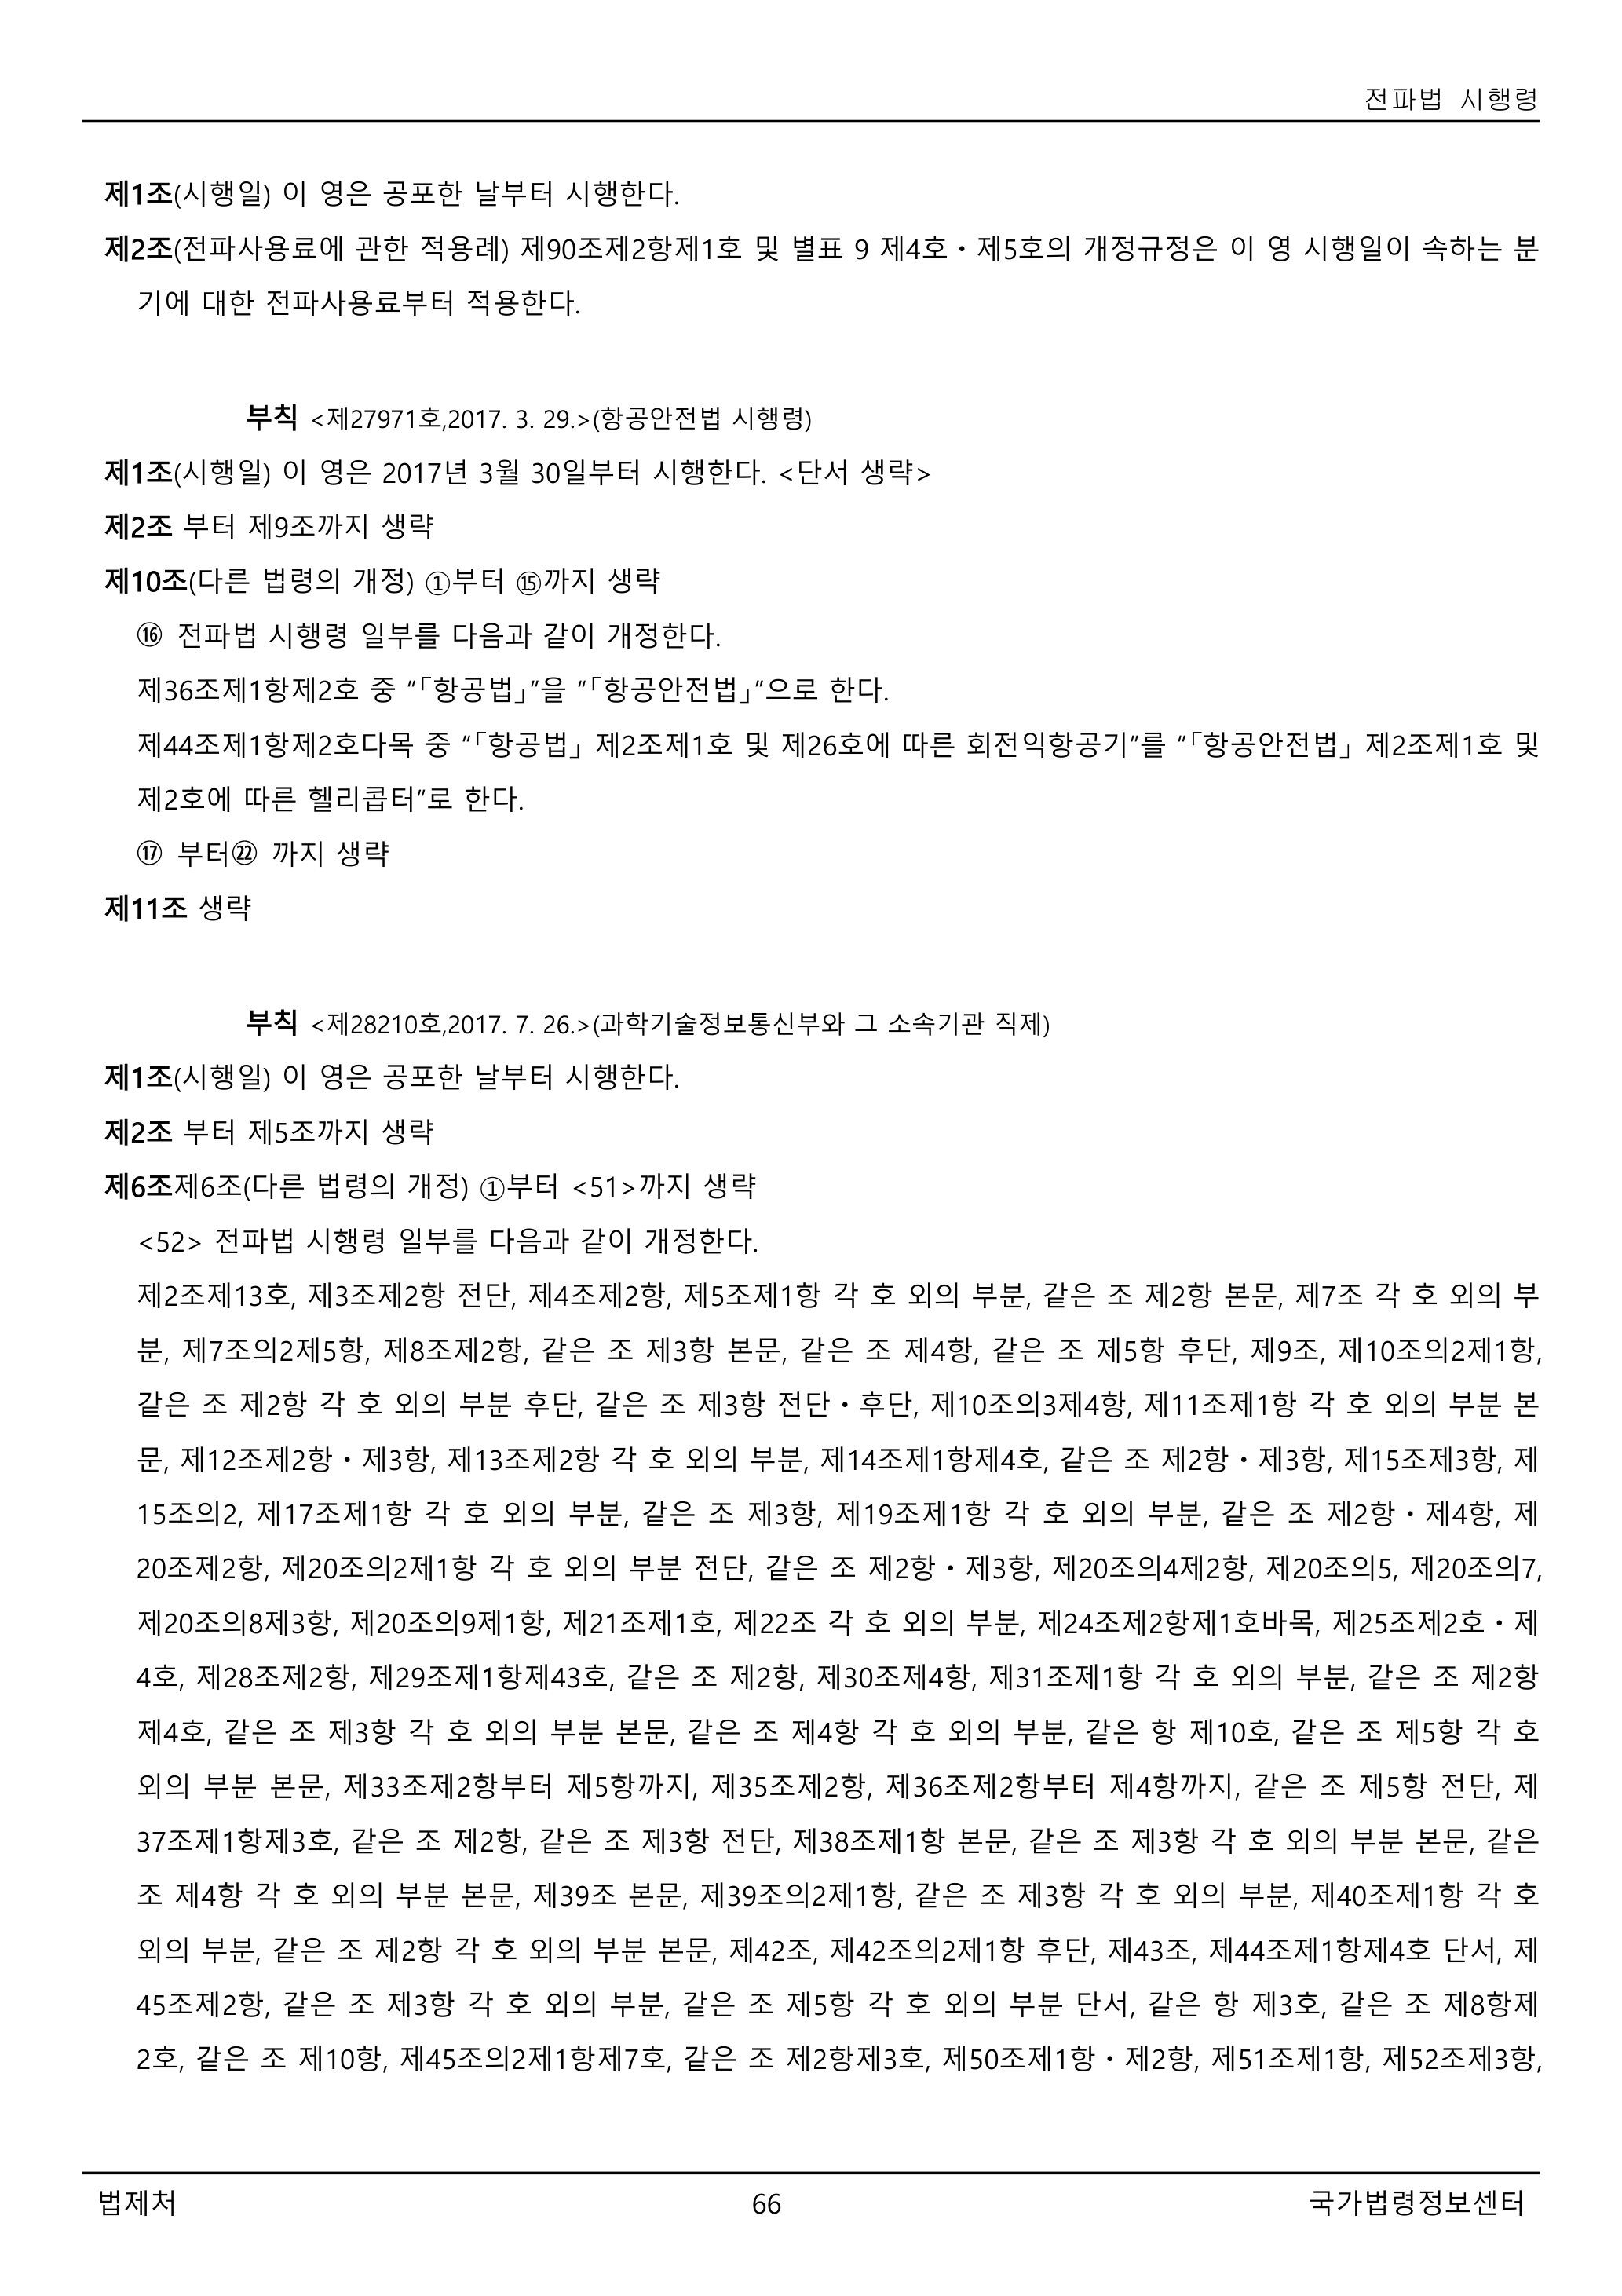 전파법 시행령
제1조(시행일) 이 영은 공포한 날부터 시행한다.
제2조(전파사용료에 관한 적용례) 제90조제2항제1호 및 별표 9 제4호ㆍ제5호의 개정규정은 이 영 시행일이 속하는 분
기에 대한 전파사용료부터 적용한다.
부칙 <제27971호,2017. 3. 29.>(항공안전법 시행령)
제1조(시행일) 이 영은 2017년 3월 30일부터 시행한다. <단서 생략>
제2조 부터 제9조까지 생략
제10조(다른 법령의 개정) ①부터 ⑮까지 생략
⑯ 전파법 시행령 일부를 다음과 같이 개정한다.
제36조제1항제2호 중 “「항공법」”을 “「항공안전법」”으로 한다.
제44조제1항제2호다목 중 “「항공법」 제2조제1호 및 제26호에 따른 회전익항공기”를 “「항공안전법」 제2조제1호 및
제2호에 따른 헬리콥터”로 한다.
⑰ 부터㉒ 까지 생략
제11조 생략
부칙 <제28210호,2017. 7. 26.>(과학기술정보통신부와 그 소속기관 직제)
제1조(시행일) 이 영은 공포한 날부터 시행한다.
제2조 부터 제5조까지 생략
제6조제6조(다른 법령의 개정) ①부터 <51>까지 생략
<52> 전파법 시행령 일부를 다음과 같이 개정한다.
제2조제13호, 제3조제2항 전단, 제4조제2항, 제5조제1항 각 호 외의 부분, 같은 조 제2항 본문, 제7조 각 호 외의 부
분, 제7조의2제5항, 제8조제2항, 같은 조 제3항 본문, 같은 조 제4항, 같은 조 제5항 후단, 제9조, 제10조의2제1항,
같은 조 제2항 각 호 외의 부분 후단, 같은 조 제3항 전단ㆍ후단, 제10조의3제4항, 제11조제1항 각 호 외의 부분 본
문, 제12조제2항ㆍ제3항, 제13조제2항 각 호 외의 부분, 제14조제1항제4호, 같은 조 제2항ㆍ제3항, 제15조제3항, 제
15조의2, 제17조제1항 각 호 외의 부분, 같은 조 제3항, 제19조제1항 각 호 외의 부분, 같은 조 제2항ㆍ제4항, 제
20조제2항, 제20조의2제1항 각 호 외의 부분 전단, 같은 조 제2항ㆍ제3항, 제20조의4제2항, 제20조의5, 제20조의7,
제20조의8제3항, 제20조의9제1항, 제21조제1호, 제22조 각 호 외의 부분, 제24조제2항제1호바목, 제25조제2호ㆍ제
4호, 제28조제2항, 제29조제1항제43호, 같은 조 제2항, 제30조제4항, 제31조제1항 각 호 외의 부분, 같은 조 제2항
제4호, 같은 조 제3항 각 호 외의 부분 본문, 같은 조 제4항 각 호 외의 부분, 같은 항 제10호, 같은 조 제5항 각 호
외의 부분 본문, 제33조제2항부터 제5항까지, 제35조제2항, 제36조제2항부터 제4항까지, 같은 조 제5항 전단, 제
37조제1항제3호, 같은 조 제2항, 같은 조 제3항 전단, 제38조제1항 본문, 같은 조 제3항 각 호 외의 부분 본문, 같은
조 제4항 각 호 외의 부분 본문, 제39조 본문, 제39조의2제1항, 같은 조 제3항 각 호 외의 부분, 제40조제1항 각 호
외의 부분, 같은 조 제2항 각 호 외의 부분 본문, 제42조, 제42조의2제1항 후단, 제43조, 제44조제1항제4호 단서, 제
45조제2항, 같은 조 제3항 각 호 외의 부분, 같은 조 제5항 각 호 외의 부분 단서, 같은 항 제3호, 같은 조 제8항제
2호, 같은 조 제10항, 제45조의2제1항제7호, 같은 조 제2항제3호, 제50조제1항ㆍ제2항, 제51조제1항, 제52조제3항,
법제처 66 국가법령정보센터